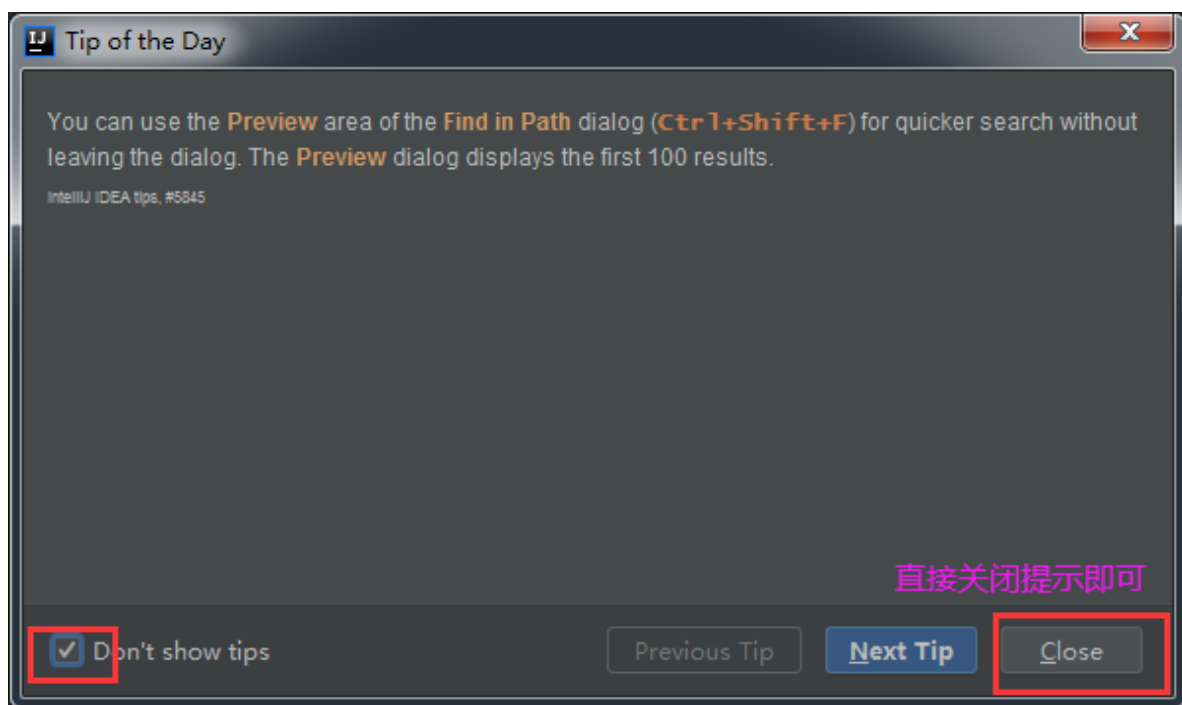 IJ Tip of the Day
You can use the Preview area of the Find in Path dialog (Ctrl+Shift+F) for quicker search without
leaving the dialog. The Preview dialog displays the first 100 results.
IntelliJ IDEA tips, #5845
直接关闭提示即可
Don't show tips
Previous Tip
Next Tip
Close